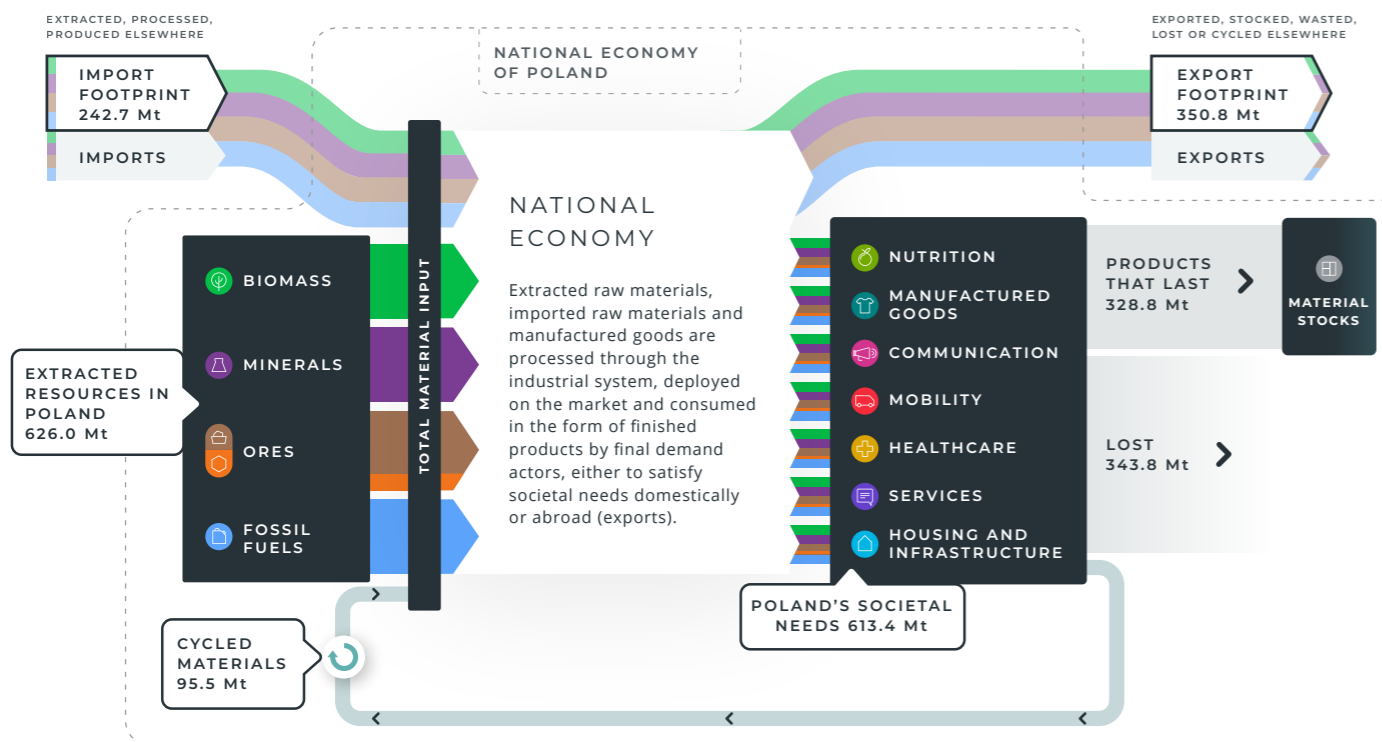 EXTRACTED, PROCESSED,
PRODUCED ELSEWHERE
IMPORT
FOOTPRINT
242.7 Mt
IMPORTS
NATIONAL ECONOMY
OF POLAND
EXPORTED, STOCKED, WASTED,
LOST OR CYCLED ELSEWHERE
EXPORT
FOOTPRINT
350.8 Mt
EXPORTS
EXTRACTED
RESOURCES IN
POLAND
626.0 Mt
BIOMASS
MINERALS
ORES
FOSSIL
FUELS
TOTAL MATERIAL INPUT
NATIONAL
ECONOMY
Extracted raw materials,
imported raw materials and
manufactured goods are
processed through the
industrial system, deployed
on the market and consumed
in the form of finished
products by final demand
actors, either to satisfy
societal needs domestically
or abroad (exports).
NUTRITION
MANUFACTURED
GOODS
COMMUNICATION
MOBILITY
HEALTHCARE
SERVICES
HOUSING AND
INFRASTRUCTURE
POLAND'S SOCIETAL
NEEDS 613.4 Mt
PRODUCTS
THAT LAST
328.8 Mt
MATERIAL
STOCKS
LOST
343.8 Mt
CYCLED
MATERIALS
95.5 Mt